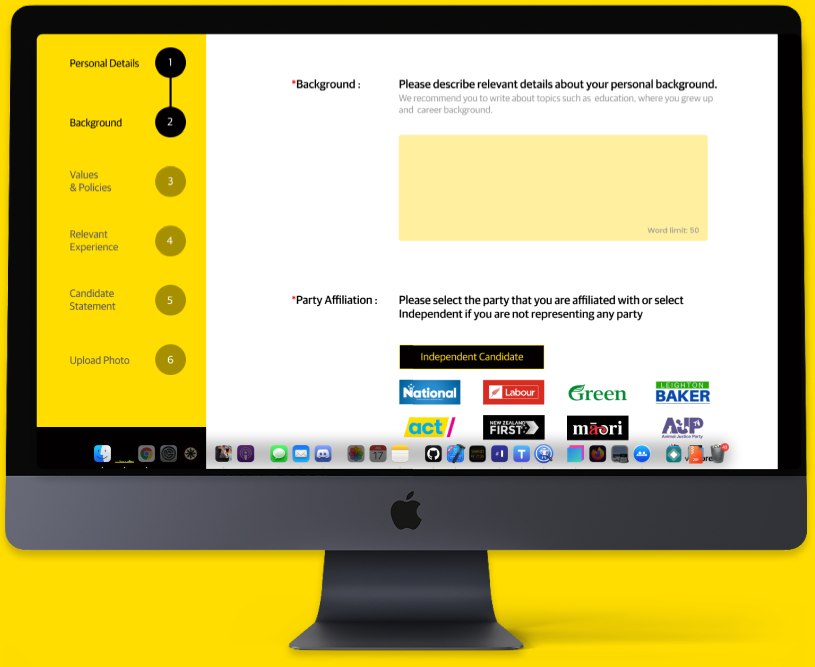 Personal Details
1
Background
2
Values
& Policies
3
Relevant
Experience
4
Candidate
Statement
5
Upload Photo
6
*Background :
Please describe relevant details about your personal background.
We recommend you to write about topics such as education, where you grew up
and career background.
Word limit: 50
*Party Affiliation :
Please select the party that you are affiliated with or select
Independent if you are not representing any party
Independent Candidate
National
Labour
Green
LEIGHTON
BAKER
act
NEW ZEALAND
FIRST
māori
AJP
Animal Justice Party
17